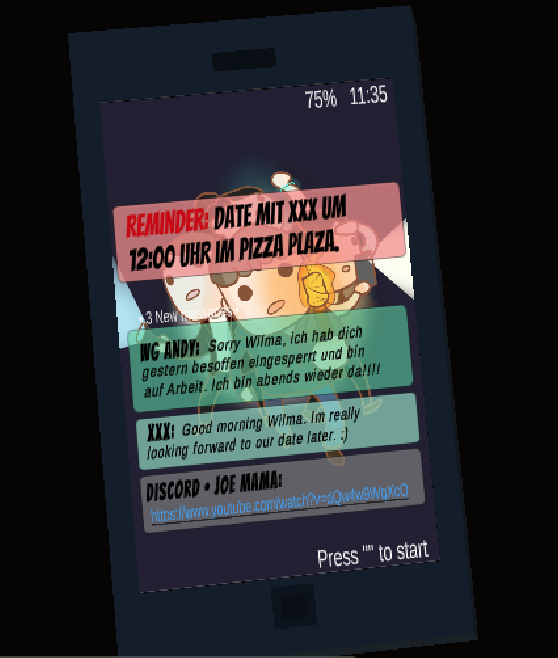 75% 11:35
REMINDER: DATE MIT XXX UM
12:00 UHR IM PIZZA PLAZA.
3 New
WG ANDY: Sorry Wilma, ich hab dich
gestern besoffen eingesperrt und bin
auf Arbeit. Ich bin abends wieder da!!!!
XXX: Good morning Wilma. Im really
looking forward to our date later. :)
DISCORD • JOE MAMA:
https://www.youtube.com/watch?v=dQw4w9WgXcQ
Press "" to start